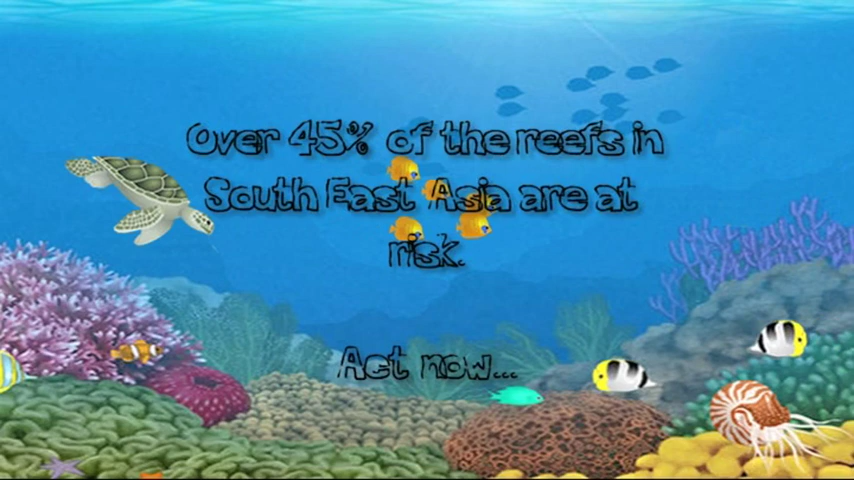 Over 45% of the reefs in
South East Asia are at
risk.
Act now...